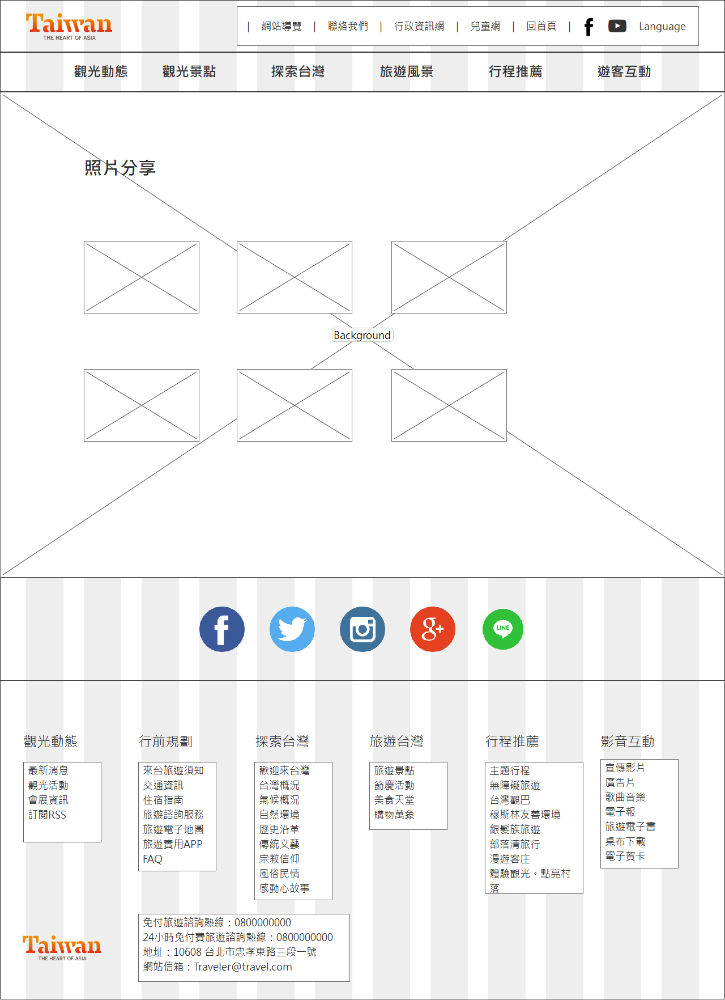 Taiwan
THE HEART OF ASIA
| 網站導覽 | 聯絡我們 | 行政資訊網 | 兒童網 | 回首頁 | Language
觀光動態 觀光景點 探索台灣 旅遊風景 行程推薦 遊客互動
照片分享
Background
LINE
觀光動態
最新消息
觀光活動
會展資訊
訂閱RSS
行前規劃
來台旅遊須知
交通資訊
住宿指南
旅遊諮詢服務
旅遊電子地圖
旅遊實用APP
FAQ
探索台灣
歡迎來台灣
台灣概況
氣候概況
自然環境
歷史沿革
傳統文藝
宗教信仰
風俗民情
感動心故事
旅遊台灣
旅遊景點
節慶活動
美食天堂
購物萬象
行程推薦
主題行程
無障礙旅遊
台灣觀巴
穆斯林友善環境
銀髮族旅遊
部落清旅行
漫遊客庄
體驗觀光。點亮村
落
影音互動
宣傳影片
廣告片
歌曲音樂
電子報
旅遊電子書
桌布下載
電子賀卡
Taiwan
THE HEART OF ASIA
免付旅遊諮詢熱線：0800000000
24小時免付費旅遊諮詢熱線：0800000000
地址：10608 台北市忠孝東路三段一號
網站信箱：Traveler@travel.com